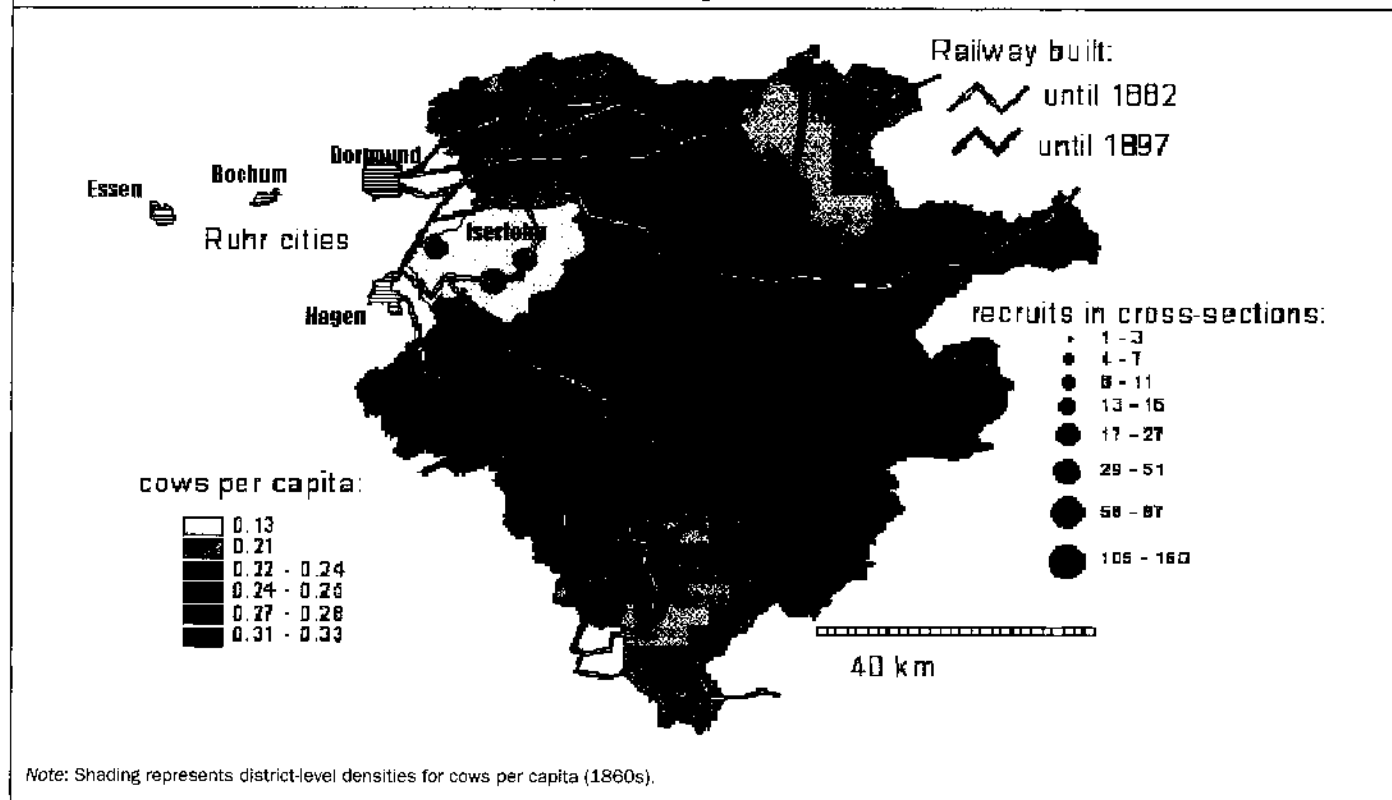 Railway built:
until 1882
until 1897
Dortmund
Bochum
Essen
Ruhr cities
Iserlohn
Hagen
recruits in cross-sections:
1 - 3
4 - 7
8 - 11
13 - 15
17 - 27
29 - 51
58 - 87
105 - 160
cows per capita:
0.13
0.21
0.22 - 0.24
0.24 - 0.25
0.27 - 0.28
0.31 - 0.33
40 km
Note: Shading represents district-level densities for cows per capita (1860s).